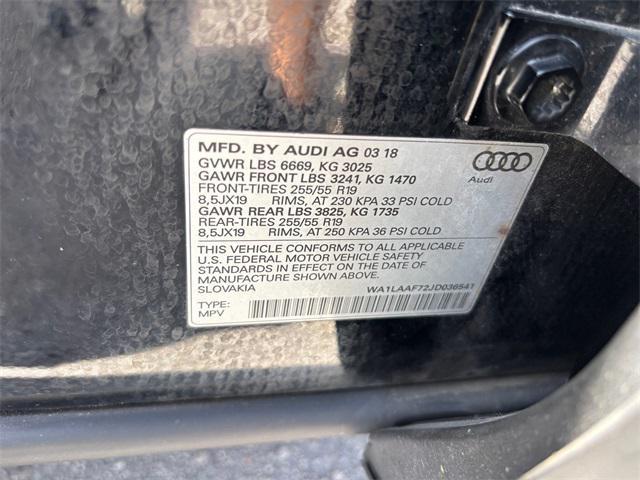 MFD. BY AUDI AG 03 18
GVWR LBS 6669, KG 3025
GAWR FRONT LBS 3241, KG 1470
FRONT-TIRES 255/55 R19
8,5JX19 RIMS, AT 230 KPA 33 PSI COLD
GAWR REAR LBS 3825, KG 1735
REAR-TIRES 255/55 R19
8,5JX19 RIMS, AT 250 KPA 36 PSI COLD
Audi
THIS VEHICLE CONFORMS TO ALL APPLICABLE
U.S. FEDERAL MOTOR VEHICLE SAFETY
STANDARDS IN EFFECT ON THE DATE OF
MANUFACTURE SHOWN ABOVE.
SLOVAKIA WA1LAAF72JD036541
TYPE:
MPV